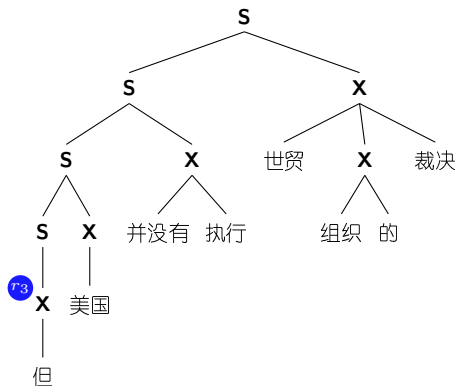 S
S X
S X 世贸 X 裁决
S X 并没有 执行 组织 的
r3 X 美国
但